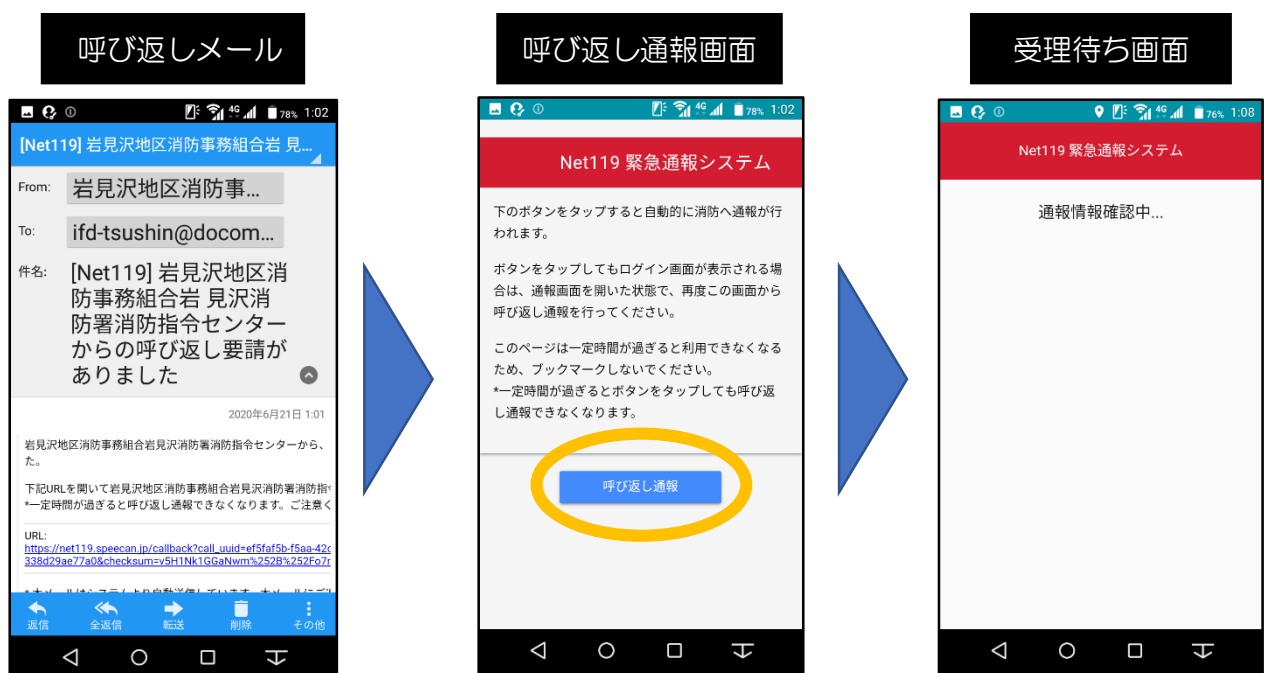 呼び返しメール
78% 1:02
[Net119] 岩見沢地区消防事務組合岩 見...
From: 岩見沢地区消防事...
To: ifd-tsushin@docom...
件名: [Net119] 岩見沢地区消
防事務組合岩 見沢消
防署消防指令センター
からの呼び返し要請が
ありました
2020年6月21日 1:01
岩見沢地区消防事務組合岩見沢消防署消防指令センターから、
た。
下記URLを開いて岩見沢地区消防事務組合岩見沢消防署消防指
*一定時間が過ぎると呼び返し通報できなくなります。ご注意く
URL:
https://net119.speecan.jp/callback?call_uuid=ef5faf5b-f5aa-42c
338d29ae77a0&checksum=v5H1Nk1GGaNwm%252B%252Fo7r
返信 全返信 転送 削除 その他
呼び返し通報画面
4G 78% 1:02
Net119 緊急通報システム
下のボタンをタップすると自動的に消防へ通報が行
われます。
ボタンをタップしてもログイン画面が表示される場
合は、通報画面を開いた状態で、再度この画面から
呼び返し通報を行ってください。
このページは一定時間が過ぎると利用できなくなる
ため、ブックマークしないでください。
*一定時間が過ぎるとボタンをタップしても呼び返
し通報できなくなります。
呼び返し通報
受理待ち画面
4G 76% 1:08
Net119 緊急通報システム
通報情報確認中...